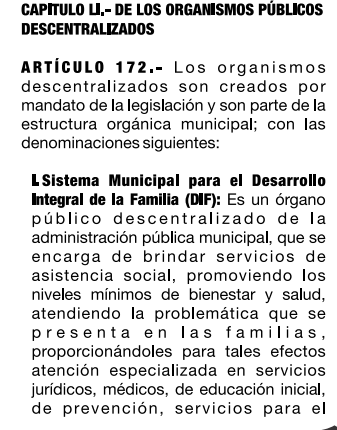 CAPÍTULO LI.- DE LOS ORGANISMOS PÚBLICOS
DESCENTRALIZADOS
ARTÍCULO 172.- Los organismos
descentralizados son creados por
mandato de la legislación y son parte de la
estructura orgánica municipal; con las
denominaciones siguientes:
I. Sistema Municipal para el Desarrollo
Integral de la Familia (DIF): Es un órgano
público descentralizado de la
administración pública municipal, que se
encarga de brindar servicios de
asistencia social, promoviendo los
niveles mínimos de bienestar y salud,
atendiendo la problemática que se
presenta en las familias,
proporcionándoles para tales efectos
atención especializada en servicios
jurídicos, médicos, de educación inicial,
de prevención, servicios para el